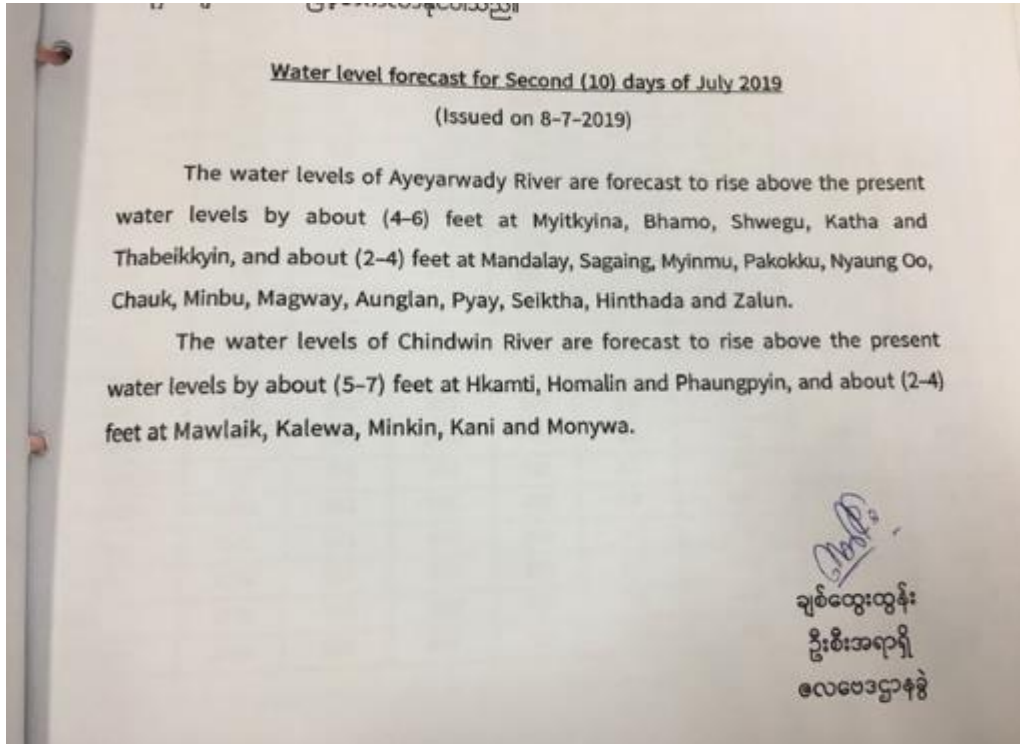 Water level forecast for Second (10) days of July 2019
(Issued on 8-7-2019)
The water levels of Ayeyarwady River are forecast to rise above the present
water levels by about (4-6) feet at Myitkyina, Bhamo, Shwegu, Katha and
Thabeikkyin, and about (2-4) feet at Mandalay, Sagaing, Myinmu, Pakokku, Nyaung Oo,
Chauk, Minbu, Magway, Aunglan, Pyay, Seiktha, Hinthada and Zalun.
The water levels of Chindwin River are forecast to rise above the present
water levels by about (5-7) feet at Hkamti, Homalin and Phaungpyin, and about (2-4)
feet at Mawlaik, Kalewa, Minkin, Kani and Monywa.
ချစ်ထွေးထွန်း
ဦးစီးအရာရှိ
ဇလဗေဒဌာနခွဲ